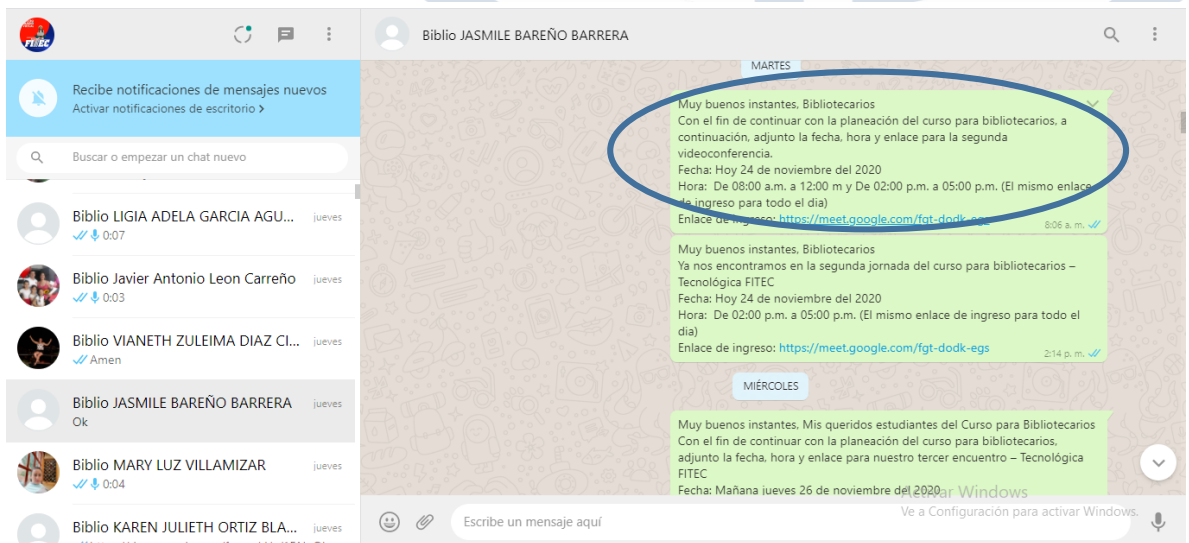 FITEC
Recibe notificaciones de mensajes nuevos
Activar notificaciones de escritorio >
Buscar o empezar un chat nuevo
Biblio LIGIA ADELA GARCIA AGU... jueves
0:07
Biblio Javier Antonio Leon Carreño jueves
0:03
Biblio VIANETH ZULEIMA DIAZ CI... jueves
Amen
Biblio JASMILE BAREÑO BARRERA jueves
Ok
Biblio MARY LUZ VILLAMIZAR jueves
0:04
Biblio KAREN JULIETH ORTIZ BLA... jueves
Biblio JASMILE BAREÑO BARRERA
MARTES
Muy buenos instantes, Bibliotecarios
Con el fin de continuar con la planeación del curso para bibliotecarios, a
continuación, adjunto la fecha, hora y enlace para la segunda
videoconferencia.
Fecha: Hoy 24 de noviembre del 2020
Hora: De 08:00 a.m. a 12:00 m y De 02:00 p.m. a 05:00 p.m. (El mismo enlace
de ingreso para todo el dia)
Enlace de ingreso: https://meet.google.com/fgt-dodk-egs
8:06 a. m.
Muy buenos instantes, Bibliotecarios
Ya nos encontramos en la segunda jornada del curso para bibliotecarios –
Tecnológica FITEC
Fecha: Hoy 24 de noviembre del 2020
Hora: De 02:00 p.m. a 05:00 p.m. (El mismo enlace de ingreso para todo el
dia)
Enlace de ingreso: https://meet.google.com/fgt-dodk-egs
2:14 p. m.
MIÉRCOLES
Muy buenos instantes, Mis queridos estudiantes del Curso para Bibliotecarios
Con el fin de continuar con la planeación del curso para bibliotecarios,
adjunto la fecha, hora y enlace para nuestro tercer encuentro – Tecnológica
FITEC
Fecha: Mañana jueves 26 de noviembre del 2020
Activar Windows
Ve a Configuración para activar Windows.
Escribe un mensaje aquí